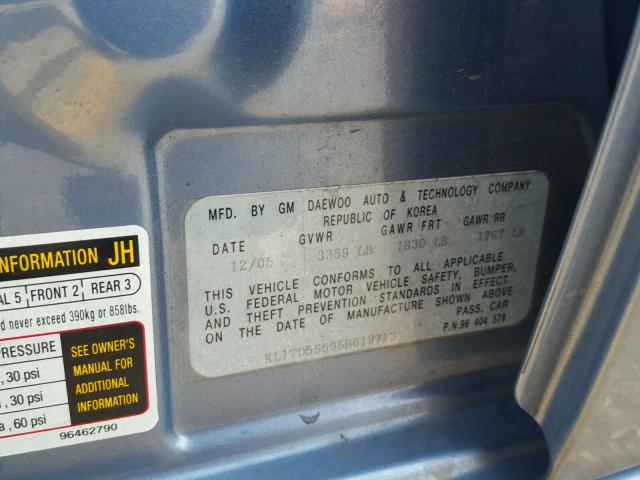 MFD. BY GM DAEWOO AUTO & TECHNOLOGY COMPANY
REPUBLIC OF KOREA
DATE GVWR GAWR FRT GAWR RR
12/05 3359 LB 1830 LB 1767 LB
THIS VEHICLE CONFORMS TO ALL APPLICABLE
U.S. FEDERAL MOTOR VEHICLE SAFETY, BUMPER,
AND THEFT PREVENTION STANDARDS IN EFFECT
ON THE DATE OF MANUFACTURE SHOWN ABOVE
PASS. CAR
P.N.96 404 578
INFORMATION JH
AL 5 FRONT 2 REAR 3
d never exceed 390kg or 858lbs.
PRESSURE
, 30 psi
a , 30 psi
a , 60 psi
SEE OWNER'S
MANUAL FOR
ADDITIONAL
INFORMATION
96462790